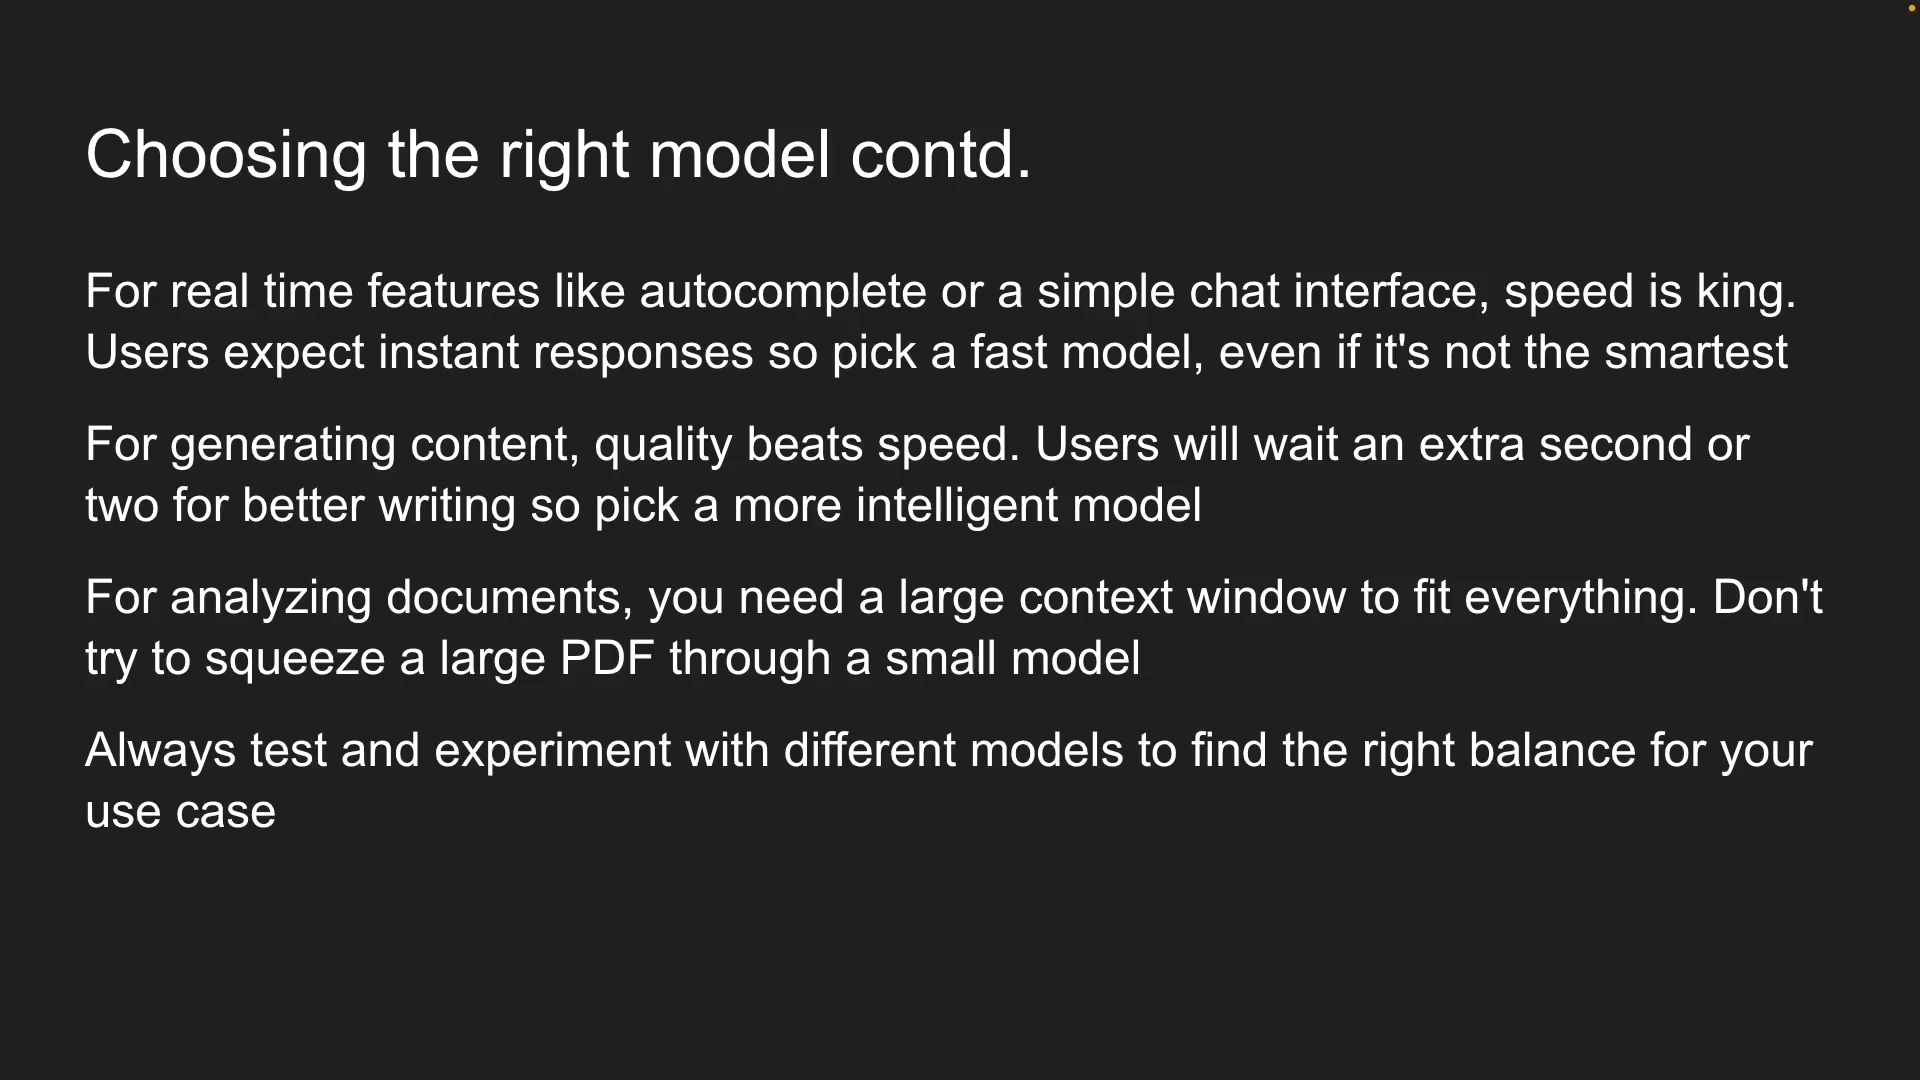 Choosing the right model contd.
For real time features like autocomplete or a simple chat interface, speed is king.
Users expect instant responses so pick a fast model, even if it's not the smartest
For generating content, quality beats speed. Users will wait an extra second or
two for better writing so pick a more intelligent model
For analyzing documents, you need a large context window to fit everything. Don't
try to squeeze a large PDF through a small model
Always test and experiment with different models to find the right balance for your
use case